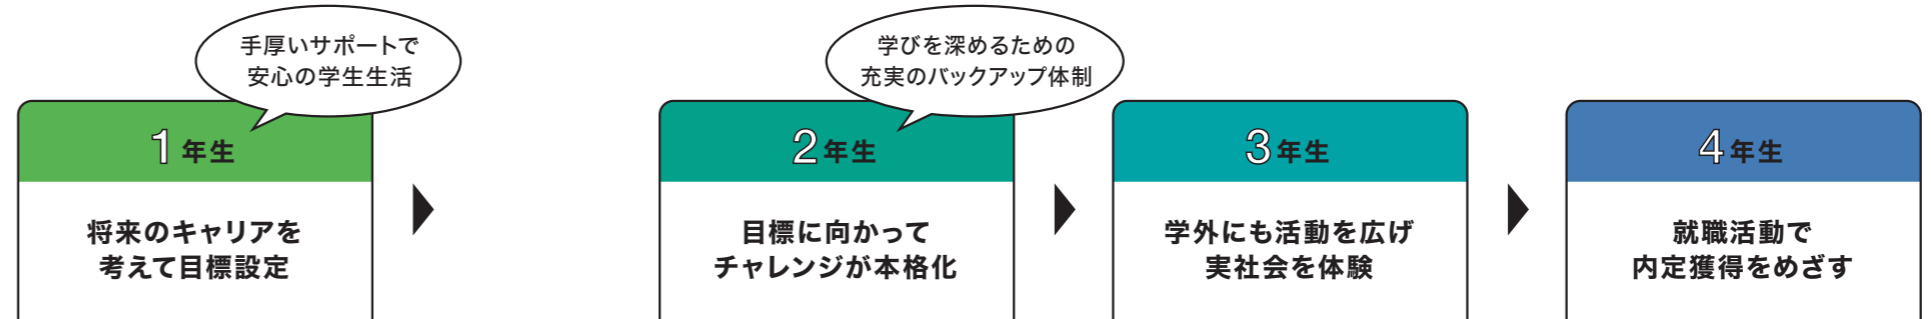 手厚いサポートで
安心の学生生活
1年生
将来のキャリアを
考えて目標設定
学びを深めるための
充実のバックアップ体制
2年生
目標に向かって
チャレンジが本格化
3年生
学外にも活動を広げ
実社会を体験
4年生
就職活動で
内定獲得をめざす